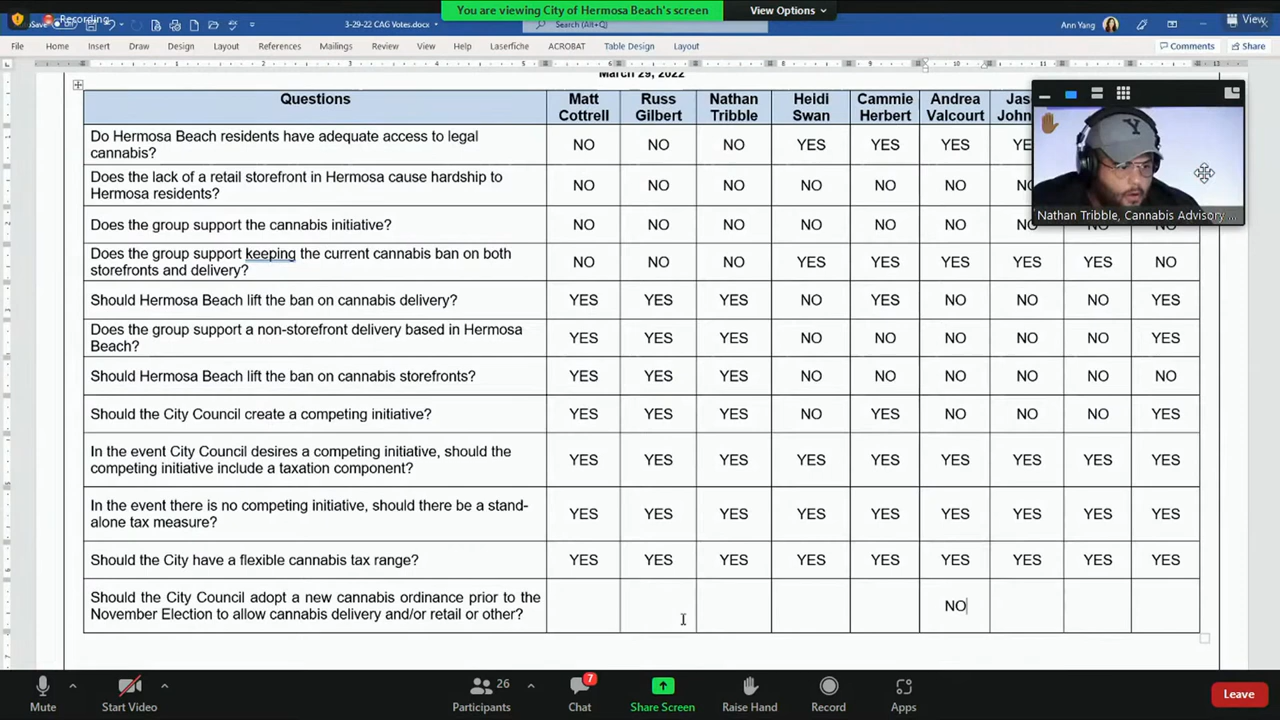 Recording
You are viewing City of Hermosa Beach's screen
View Options
3-29-22 CAG Votes.docx
Search (Alt+Q)
Ann Yang
View
File Home Insert Draw Design Layout References Mailings Review View Help Laserfiche ACROBAT Table Design Layout Comments Share
March 29, 2022
Questions Matt Cottrell Russ Gilbert Nathan Tribble Heidi Swan Cammie Herbert Andrea Valcourt
Do Hermosa Beach residents have adequate access to legal
cannabis?
NO NO NO YES YES YES
Does the lack of a retail storefront in Hermosa cause hardship to
Hermosa residents?
NO NO NO NO NO NO
Does the group support the cannabis initiative? NO NO NO NO NO NO
Nathan Tribble, Cannabis Advisory ...
Does the group support keeping the current cannabis ban on both
storefronts and delivery?
NO NO NO YES YES YES YES YES NO
Should Hermosa Beach lift the ban on cannabis delivery? YES YES YES NO YES NO NO NO YES
Does the group support a non-storefront delivery based in Hermosa
Beach?
YES YES YES NO NO NO NO NO YES
Should Hermosa Beach lift the ban on cannabis storefronts? YES YES YES NO NO NO NO NO NO
Should the City Council create a competing initiative? YES YES YES NO YES NO NO NO YES
In the event City Council desires a competing initiative, should the
competing initiative include a taxation component?
YES YES YES YES YES YES YES YES YES
In the event there is no competing initiative, should there be a stand-
alone tax measure?
YES YES YES YES YES YES YES YES YES
Should the City have a flexible cannabis tax range? YES YES YES YES YES YES YES YES YES
Should the City Council adopt a new cannabis ordinance prior to the
November Election to allow cannabis delivery and/or retail or other?
NO
26
7
Mute Start Video Participants Chat Share Screen Raise Hand Record Apps Leave